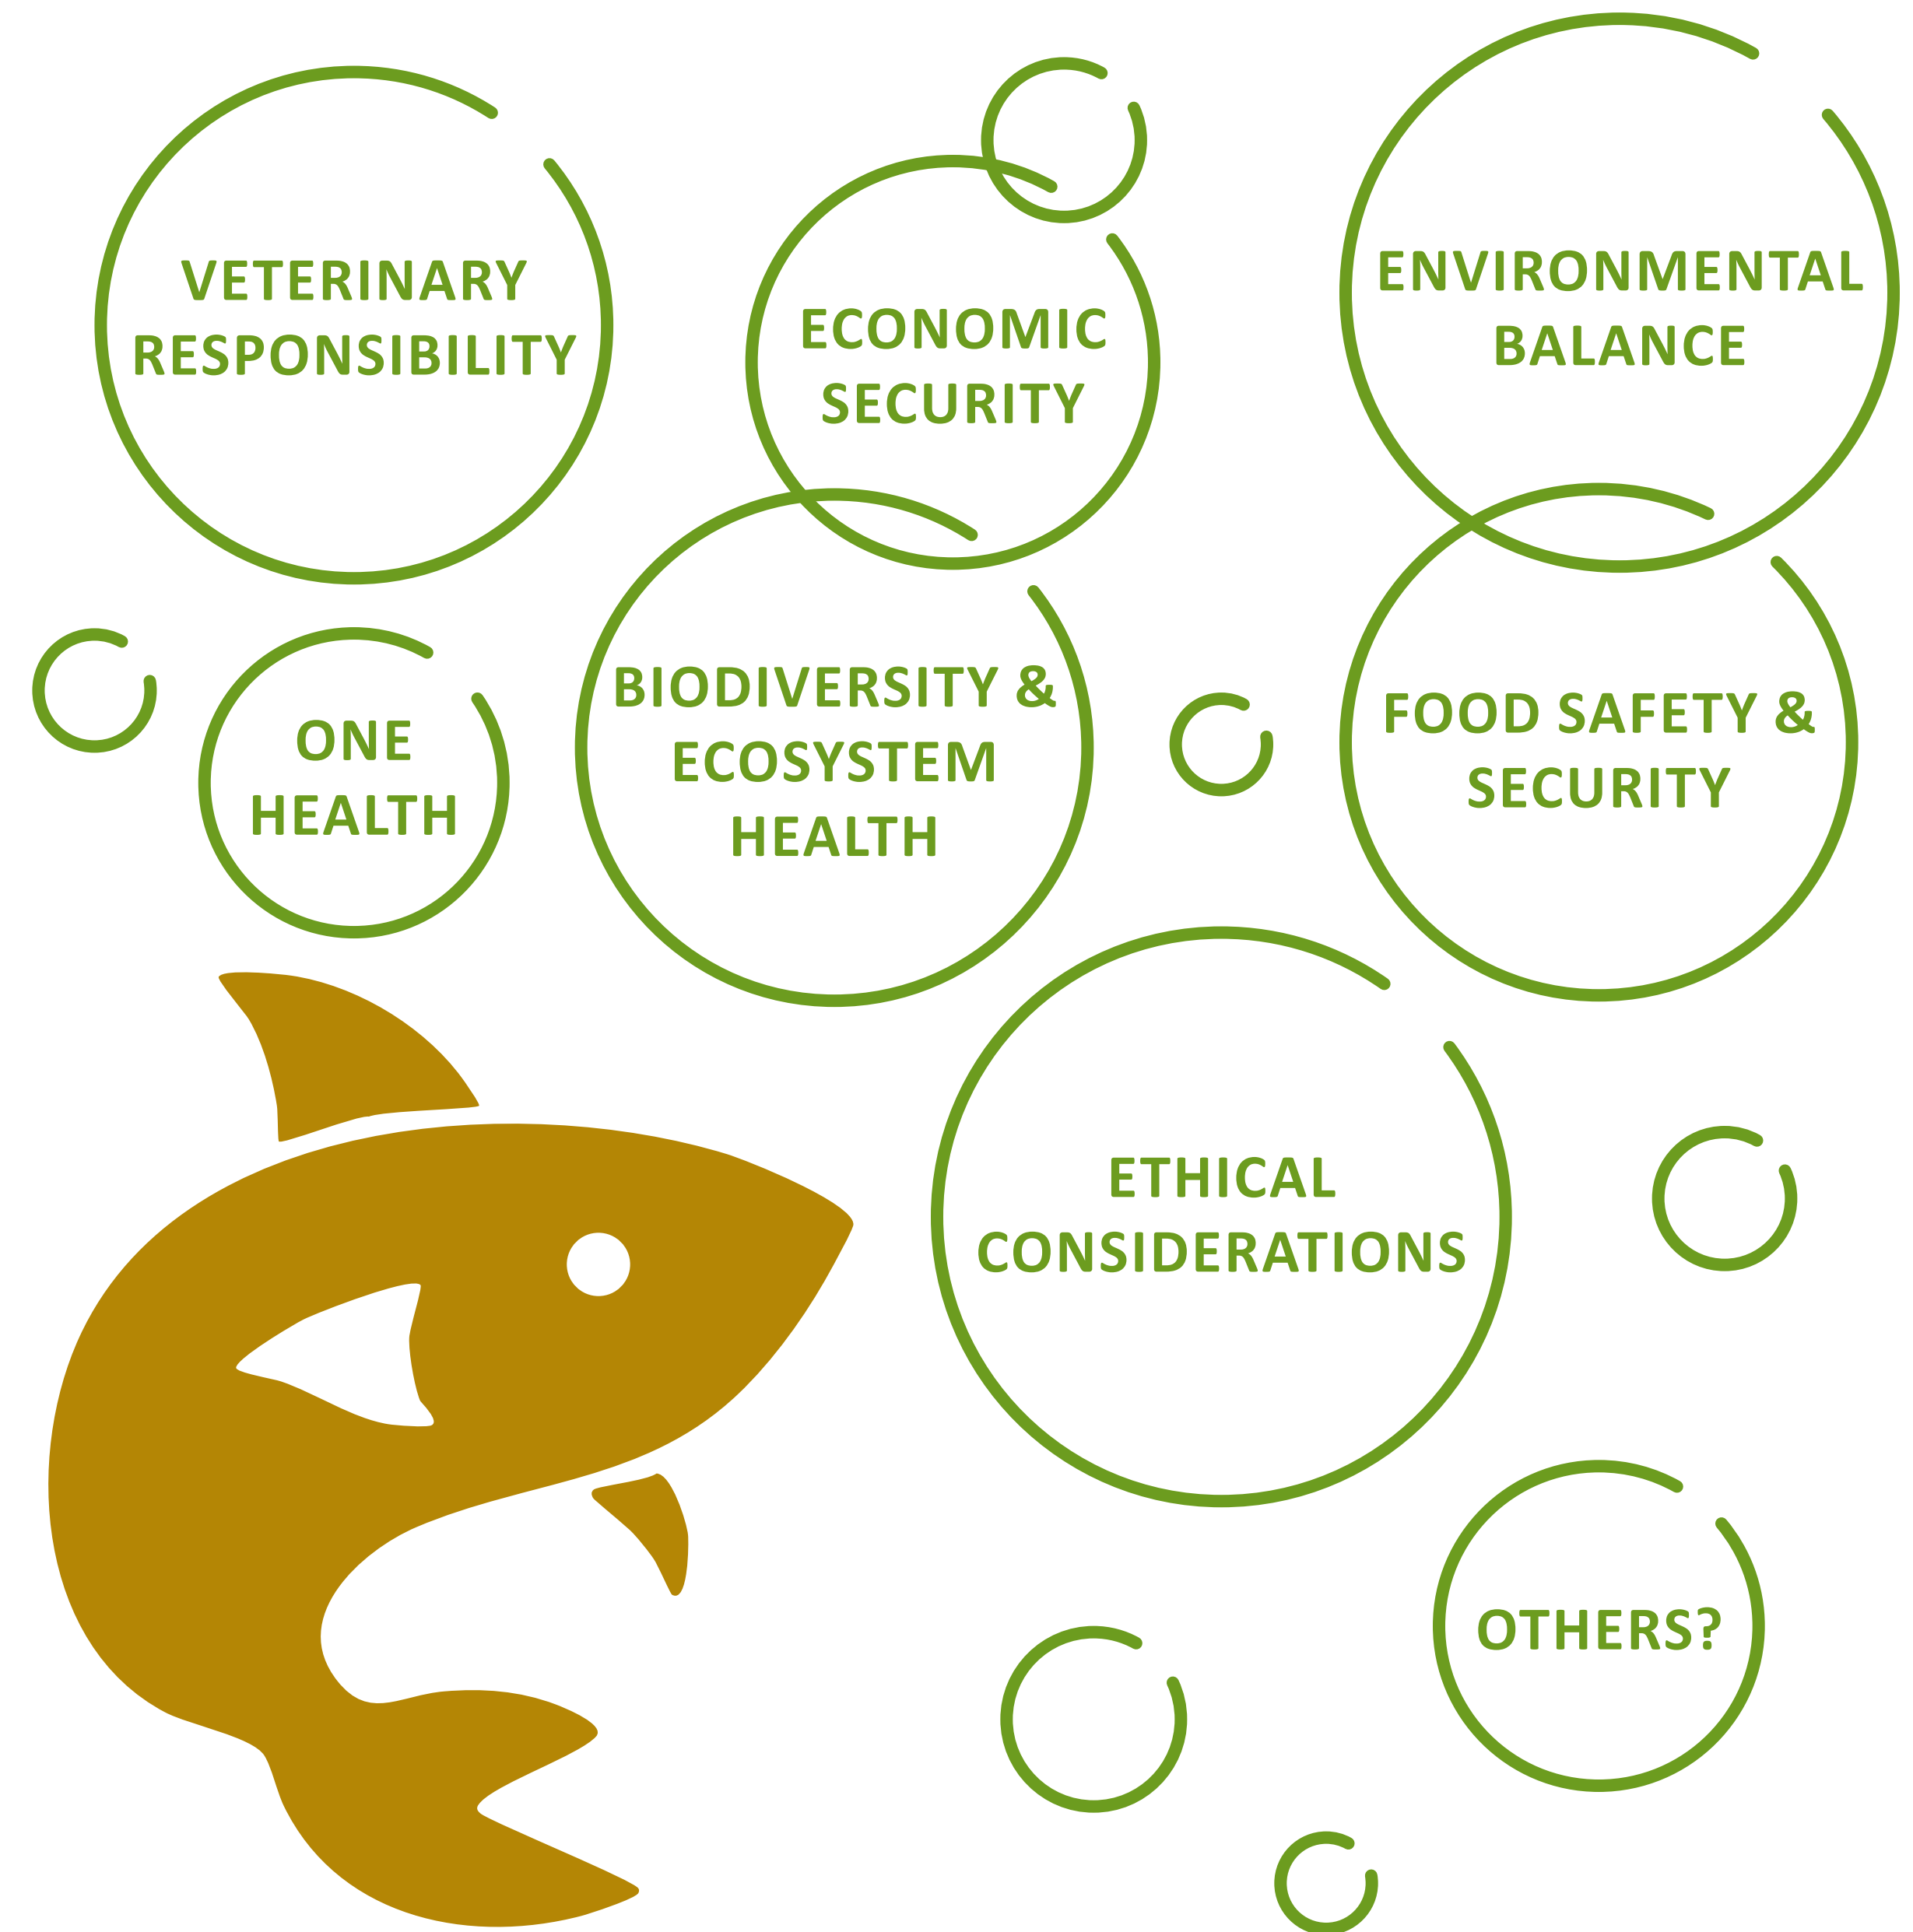 VETERINARY
RESPONSIBILITY
ECONOMIC
SECURITY
ENVIRONMENTAL
BALANCE
ONE
HEALTH
BIODIVERSITY &
ECOSYSTEM
HEALTH
FOOD SAFETY &
SECURITY
ETHICAL
CONSIDERATIONS
OTHERS?